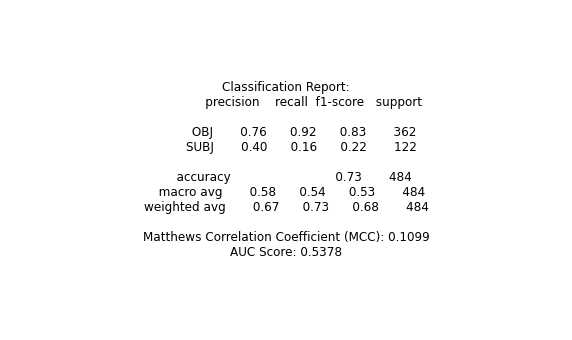 Classification Report:
precision recall f1-score support
OBJ 0.76 0.92 0.83 362
SUBJ 0.40 0.16 0.22 122
accuracy 0.73 484
macro avg 0.58 0.54 0.53 484
weighted avg 0.67 0.73 0.68 484
Matthews Correlation Coefficient (MCC): 0.1099
AUC Score: 0.5378